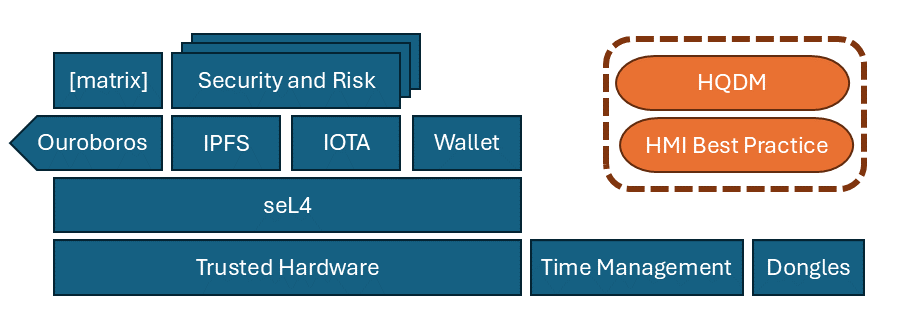 [matrix]
Security and Risk
HQDM
Ouroboros
IPFS
IOTA
Wallet
HMI Best Practice
seL4
Trusted Hardware
Time Management
Dongles